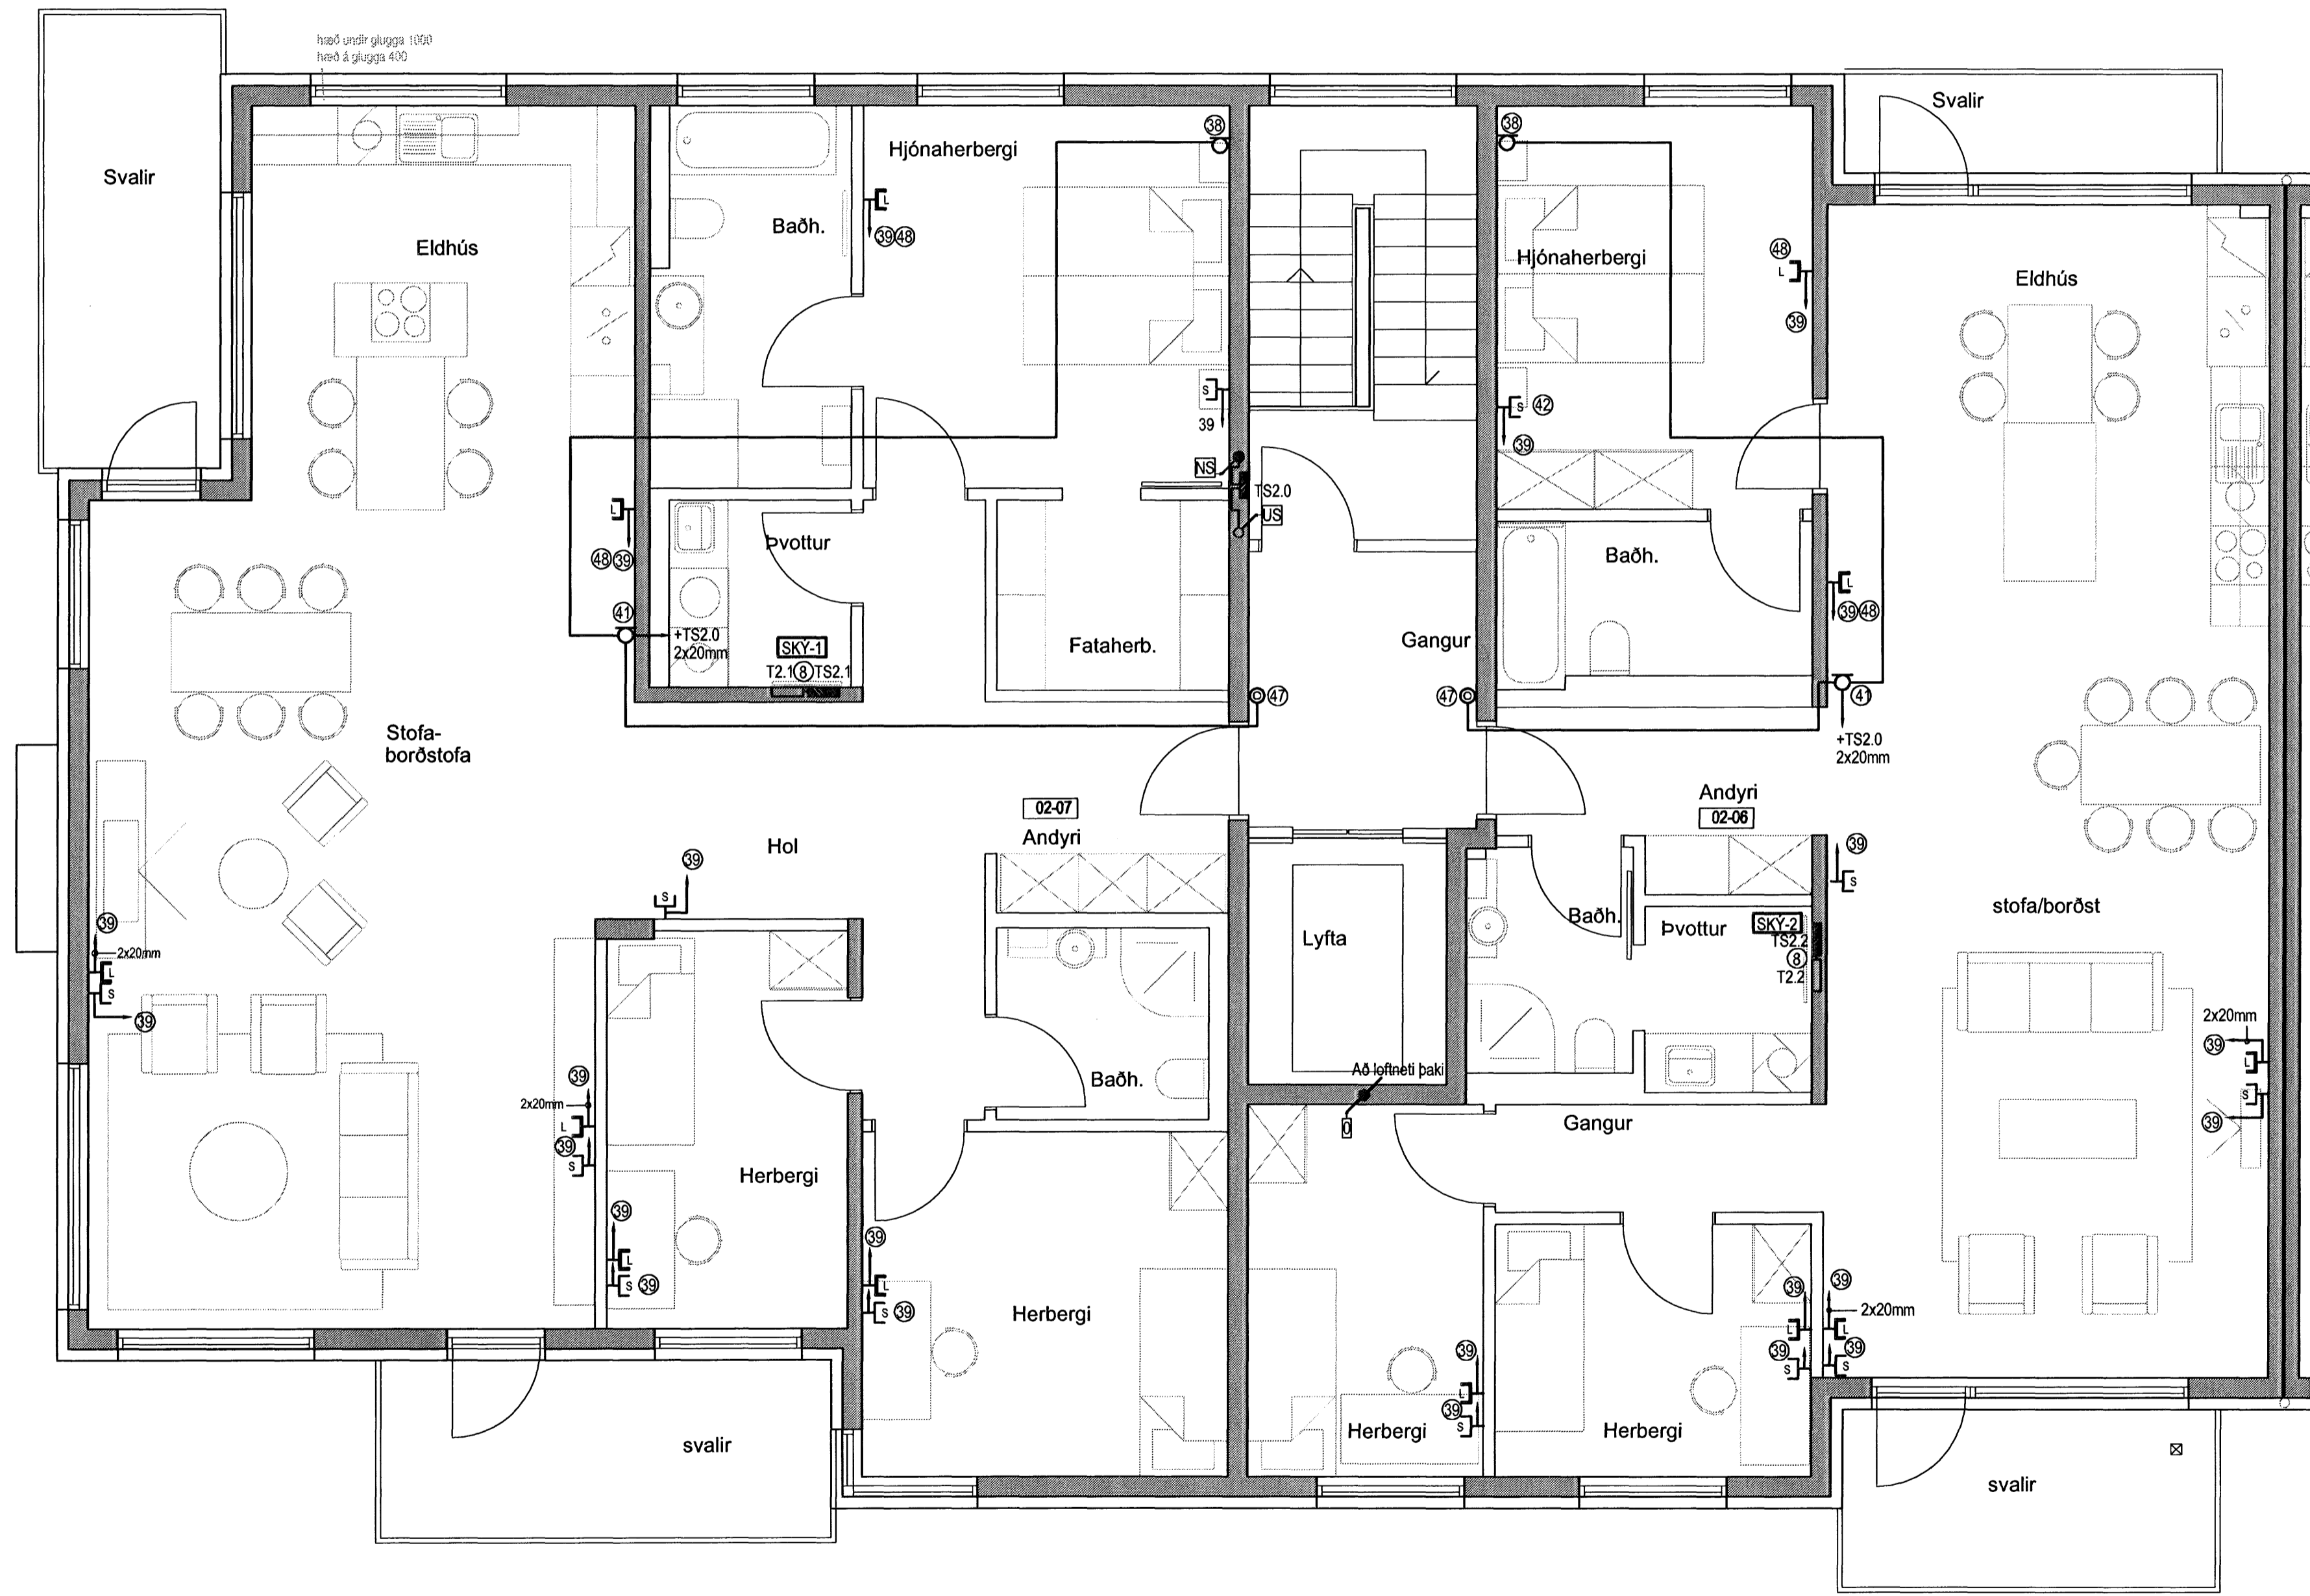 hæð undir glugga 1000
hæð á glugga 400
Svalir
Eldhús
Baðh.
Hjónaherbergi
38
L
39 48
S
39
NS
TS2.0
US
38
Hjónaherbergi
48
L
39
S 42
39
Svalir
Eldhús
L
48 39
41
+TS2.0
2x20mm
Þvottur
SKÝ-1
T2.1 8 TS2.1
Fataherb.
Gangur
47
47
Baðh.
L
39 48
41
+TS2.0
2x20mm
Stofa-
borðstofa
Hol
02-07
Andyri
Andyri
02-06
39
S
39
S
39
2x20mm
L
S
39
Lyfta
Baðh.
Þvottur
SKÝ-2
TS2.2
8
T2.2
stofa/borðst
2x20mm
39
L
S
39
Baðh.
Að loftneti þaki
0
Gangur
39
2x20mm
L
39
S
Herbergi
39
L
S 39
39
L
S 39
Herbergi
39
L
39
S
Herbergi
39
L
39
S
Herbergi
39
2x20mm
L
39
S
svalir
svalir